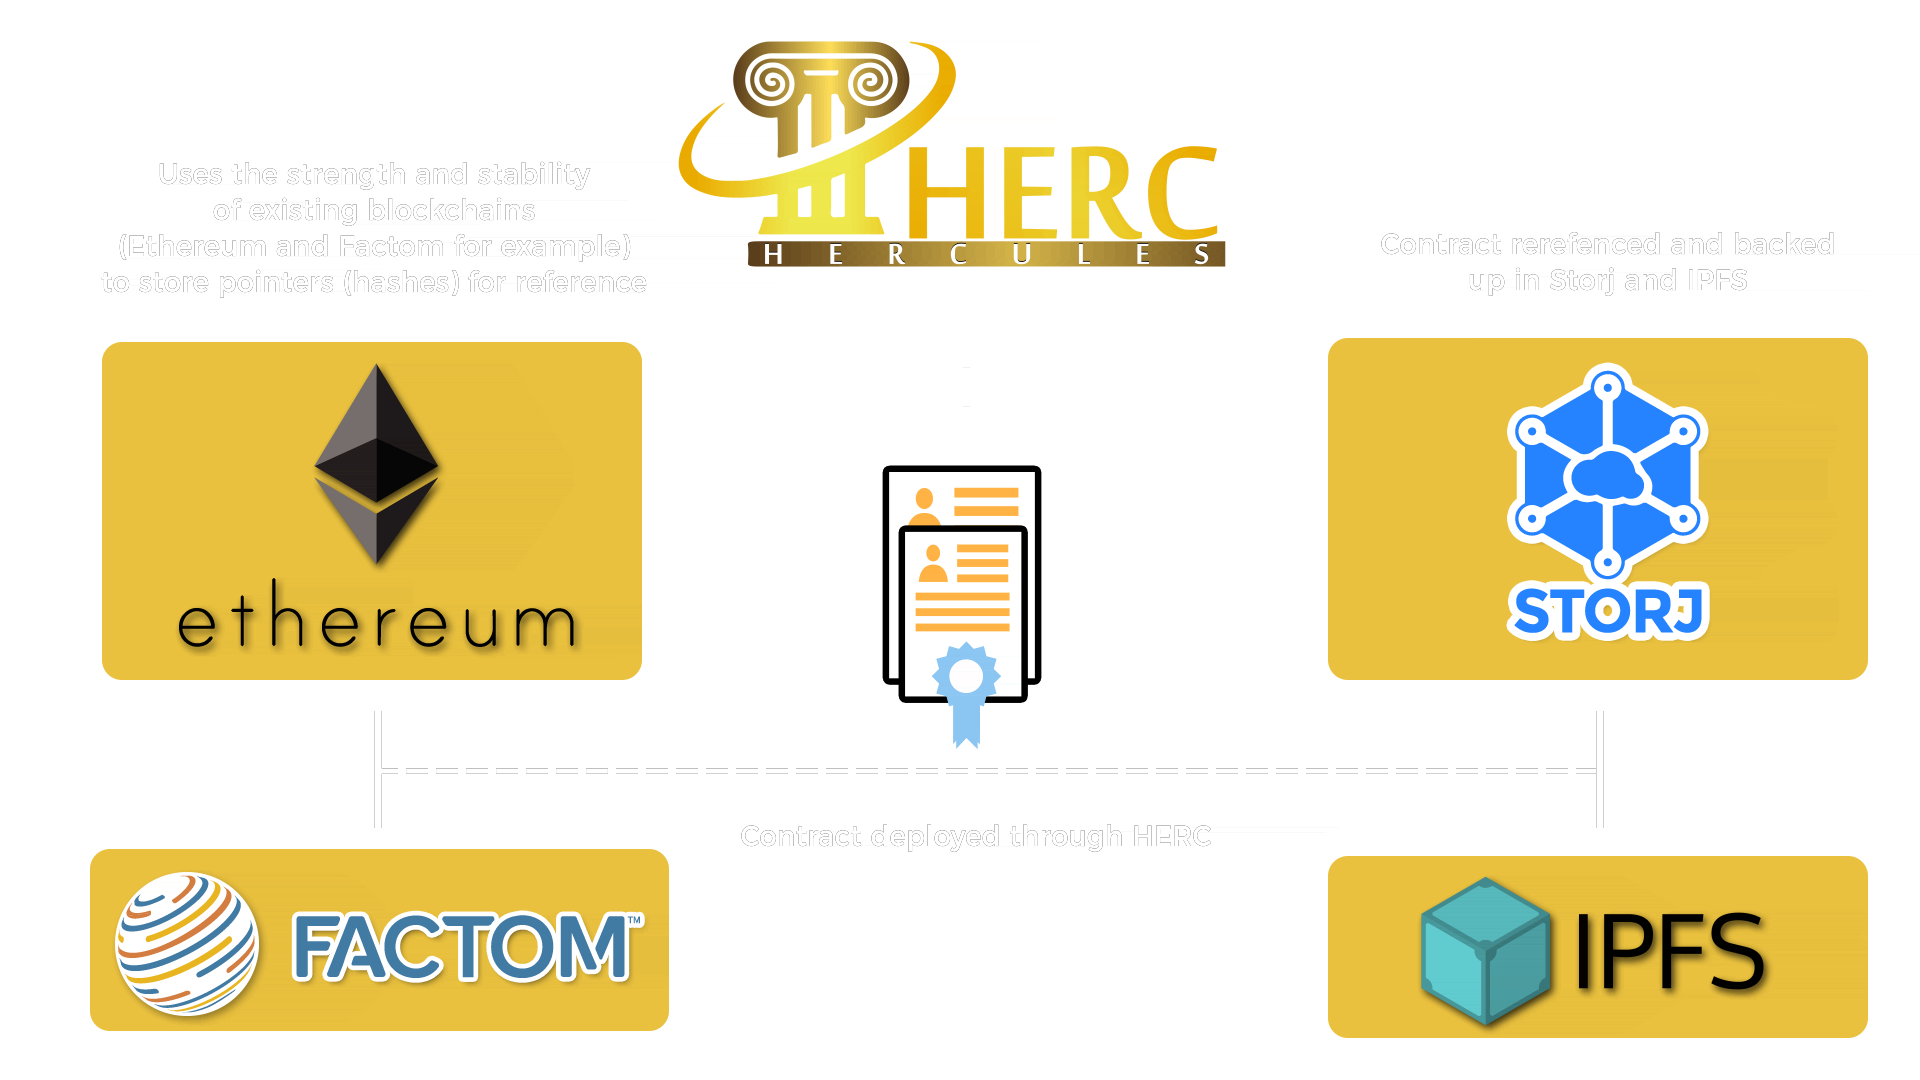 HERC
HERCULES
Uses the strength and stability
of existing blockchains
(Ethereum and Factom for example)
to store pointers (hashes) for reference
Contract rerefenced and backed
up in Storj and IPFS
ethereum
STORJ
Contract deployed through HERC
FACTOM™
IPFS